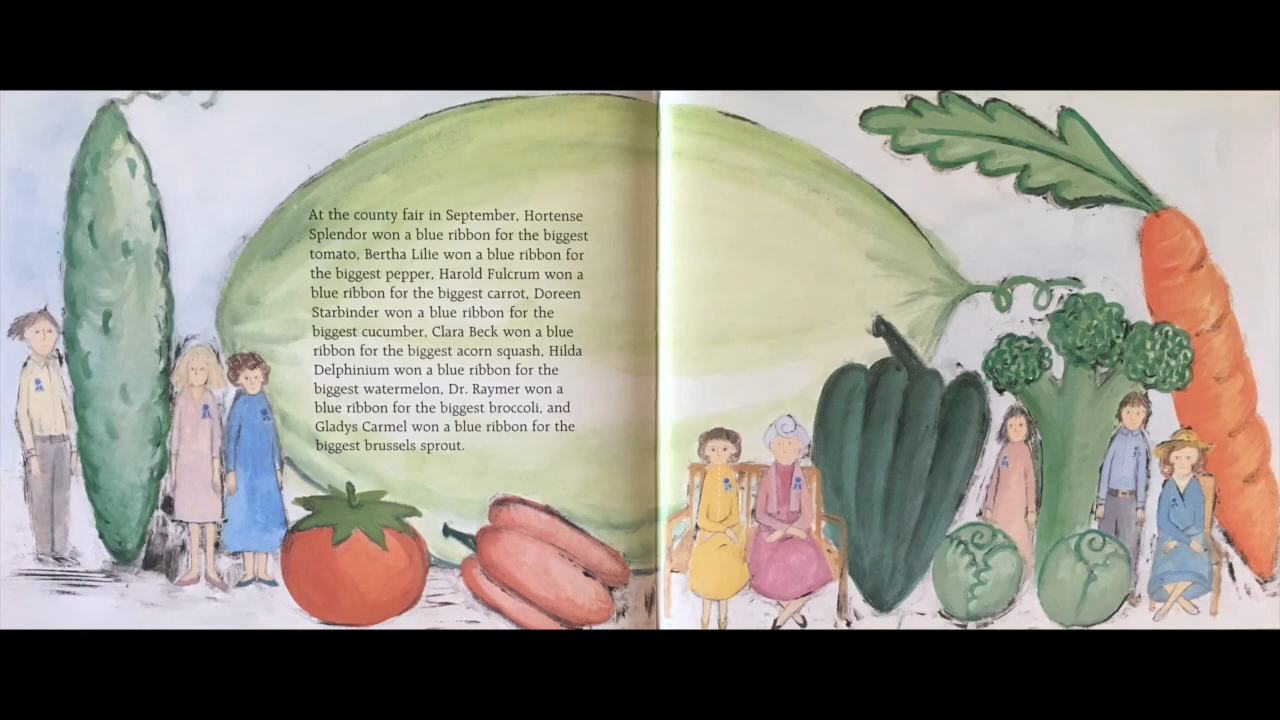 At the county fair in September, Hortense
Splendor won a blue ribbon for the biggest
tomato, Bertha Lilie won a blue ribbon for
the biggest pepper, Harold Fulcrum won a
blue ribbon for the biggest carrot, Doreen
Starbinder won a blue ribbon for the
biggest cucumber, Clara Beck won a blue
ribbon for the biggest acorn squash, Hilda
Delphinium won a blue ribbon for the
biggest watermelon, Dr. Raymer won a
blue ribbon for the biggest broccoli, and
Gladys Carmel won a blue ribbon for the
biggest brussels sprout.